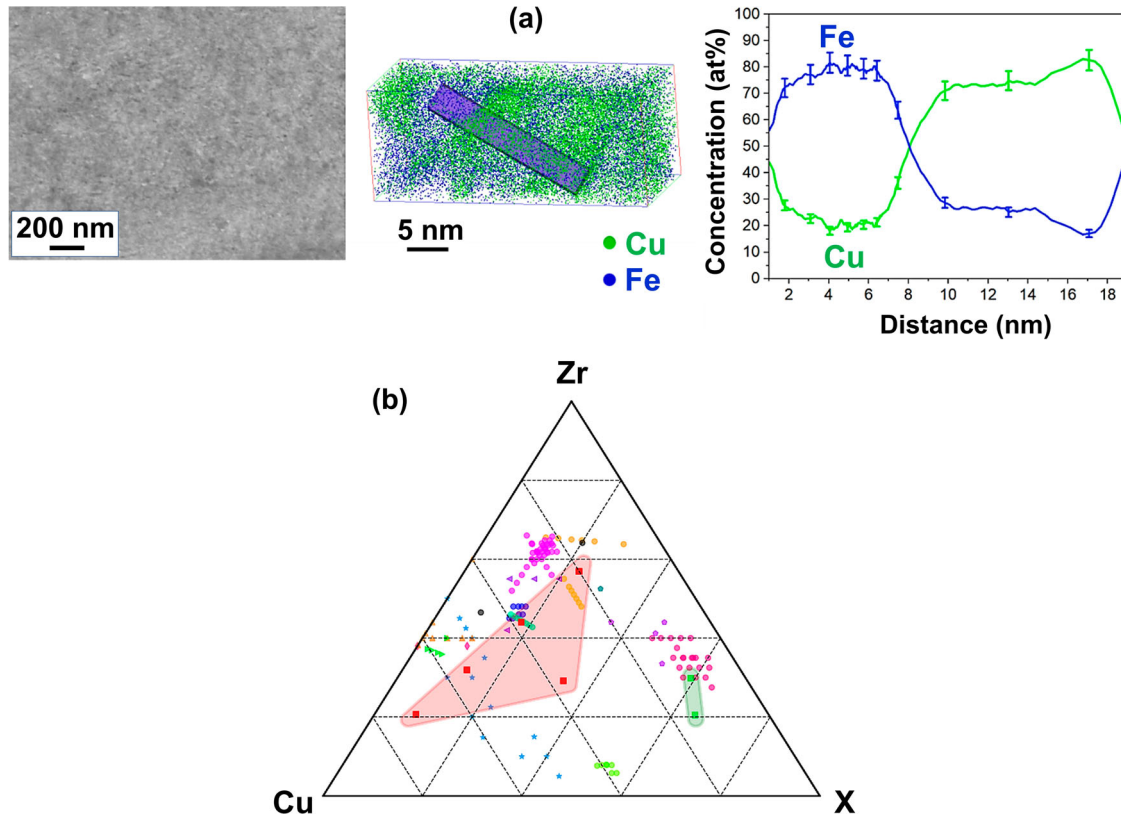 (a)
200 nm
5 nm
Cu
Fe
Concentration (at%)
100
90
80
70
60
50
40
30
20
10
0
Fe
Cu
2 4 6 8 10 12 14 16 18
Distance (nm)
(b)
Zr
Cu
X